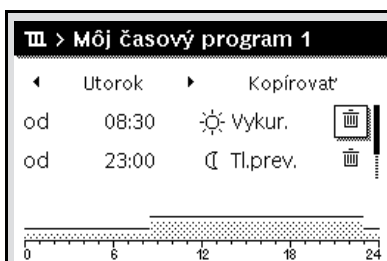 > Môj časový program 1
Utorok Kopírovať
od 08:30 Vykur.
od 23:00 Tl.prev.
0 6 12 18 24